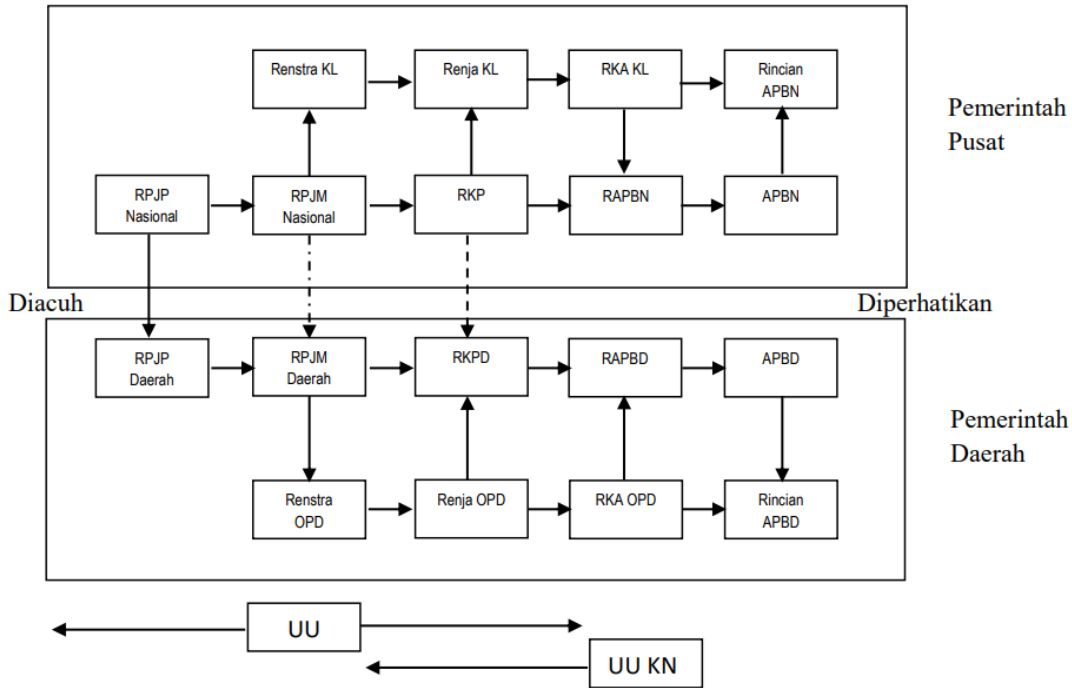 Renstra KL
Renja KL
RKA KL
Rincian
APBN
Pemerintah
Pusat
RPJP
Nasional
RPJM
Nasional
RKP
RAPBN
APBN
Diacuh
Diperhatikan
RPJP
Daerah
RPJM
Daerah
RKPD
RAPBD
APBD
Pemerintah
Daerah
Renstra
OPD
Renja OPD
RKA OPD
Rincian
APBD
UU
UU KN